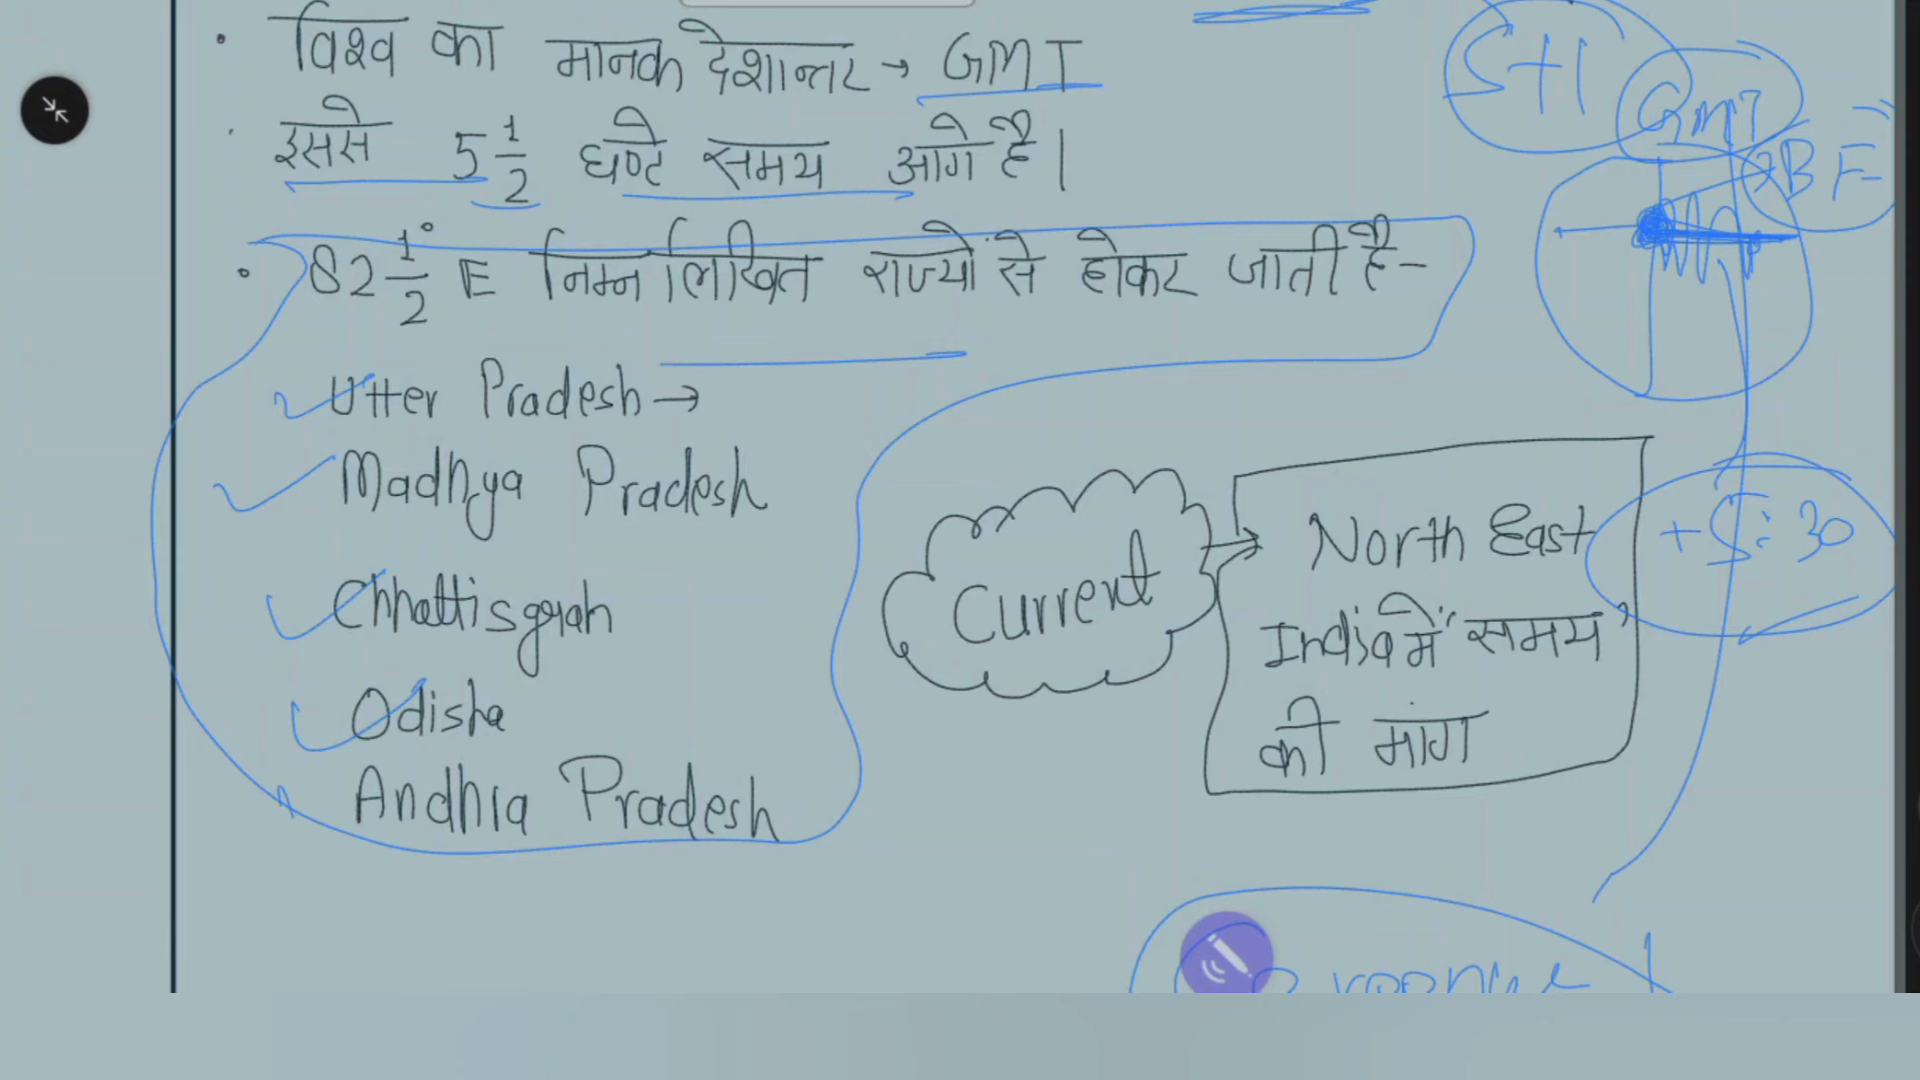 • विश्व का मानक देशान्तर → GMT
• इससे 5 1/2 घण्टे समय आगे है।
• 82 1/2° E निम्नलिखित राज्यों से होकर जाती है-
Utter Pradesh →
Madhya Pradesh
Chhattisgrah
Odisha
Andhra Pradesh
Current →
North East
India में "समय"
की मांग
GMT
+5:30